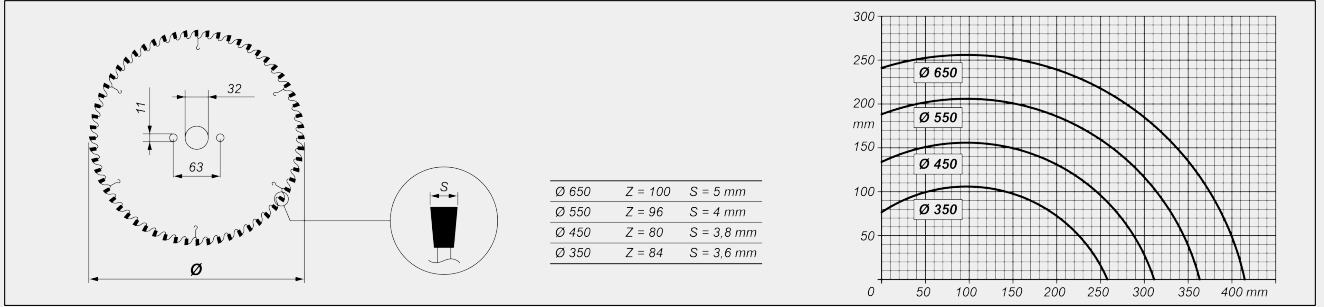 11
32
63
Ø
S
Ø 650 Z = 100 S = 5 mm
Ø 550 Z = 96 S = 4 mm
Ø 450 Z = 80 S = 3,8 mm
Ø 350 Z = 84 S = 3,6 mm
300
250
200
mm
150
100
50
Ø 650
Ø 550
Ø 450
Ø 350
0 50 100 150 200 250 300 350 400 mm